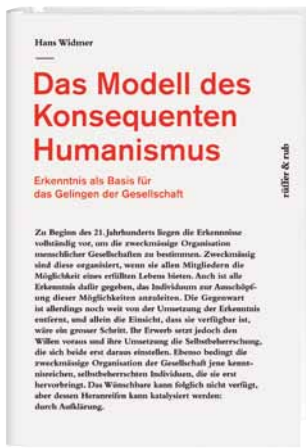 Hans Widmer
Das Modell des
Konsequenten
Humanismus
Erkenntnis als Basis für
das Gelingen der Gesellschaft
rüffer & rub
Zu Beginn des 21. Jahrhunderts liegen die Erkenntnisse
vollständig vor, um die zweckmässige Organisation
menschlicher Gesellschaften zu bestimmen. Zweckmässig
sind diese organisiert, wenn sie allen Mitgliedern die
Möglichkeit eines erfüllten Lebens bieten. Auch ist alle
Erkenntnis dafür gegeben, das Individuum zur Ausschöpf-
ung dieser Möglichkeiten anzuleiten. Die Gegenwart
ist allerdings noch weit von der Umsetzung der Erkenntnis
entfernt, und allein die Einsicht, dass sie verfügbar ist,
wäre ein grosser Schritt. Ihr Erwerb setzt jedoch den
Willen voraus und ihre Umsetzung die Selbstbeherrschung,
die sich beide erst daraus einstellen. Ebenso bedingt die
zweckmässige Organisation der Gesellschaft jene kennt-
nisreichen, selbstbeherrschten Individuen, die sie erst
hervorbringt. Das Wünschbare kann folglich nicht verfügt,
aber dessen Heranreifen kann katalysiert werden:
durch Aufklärung.